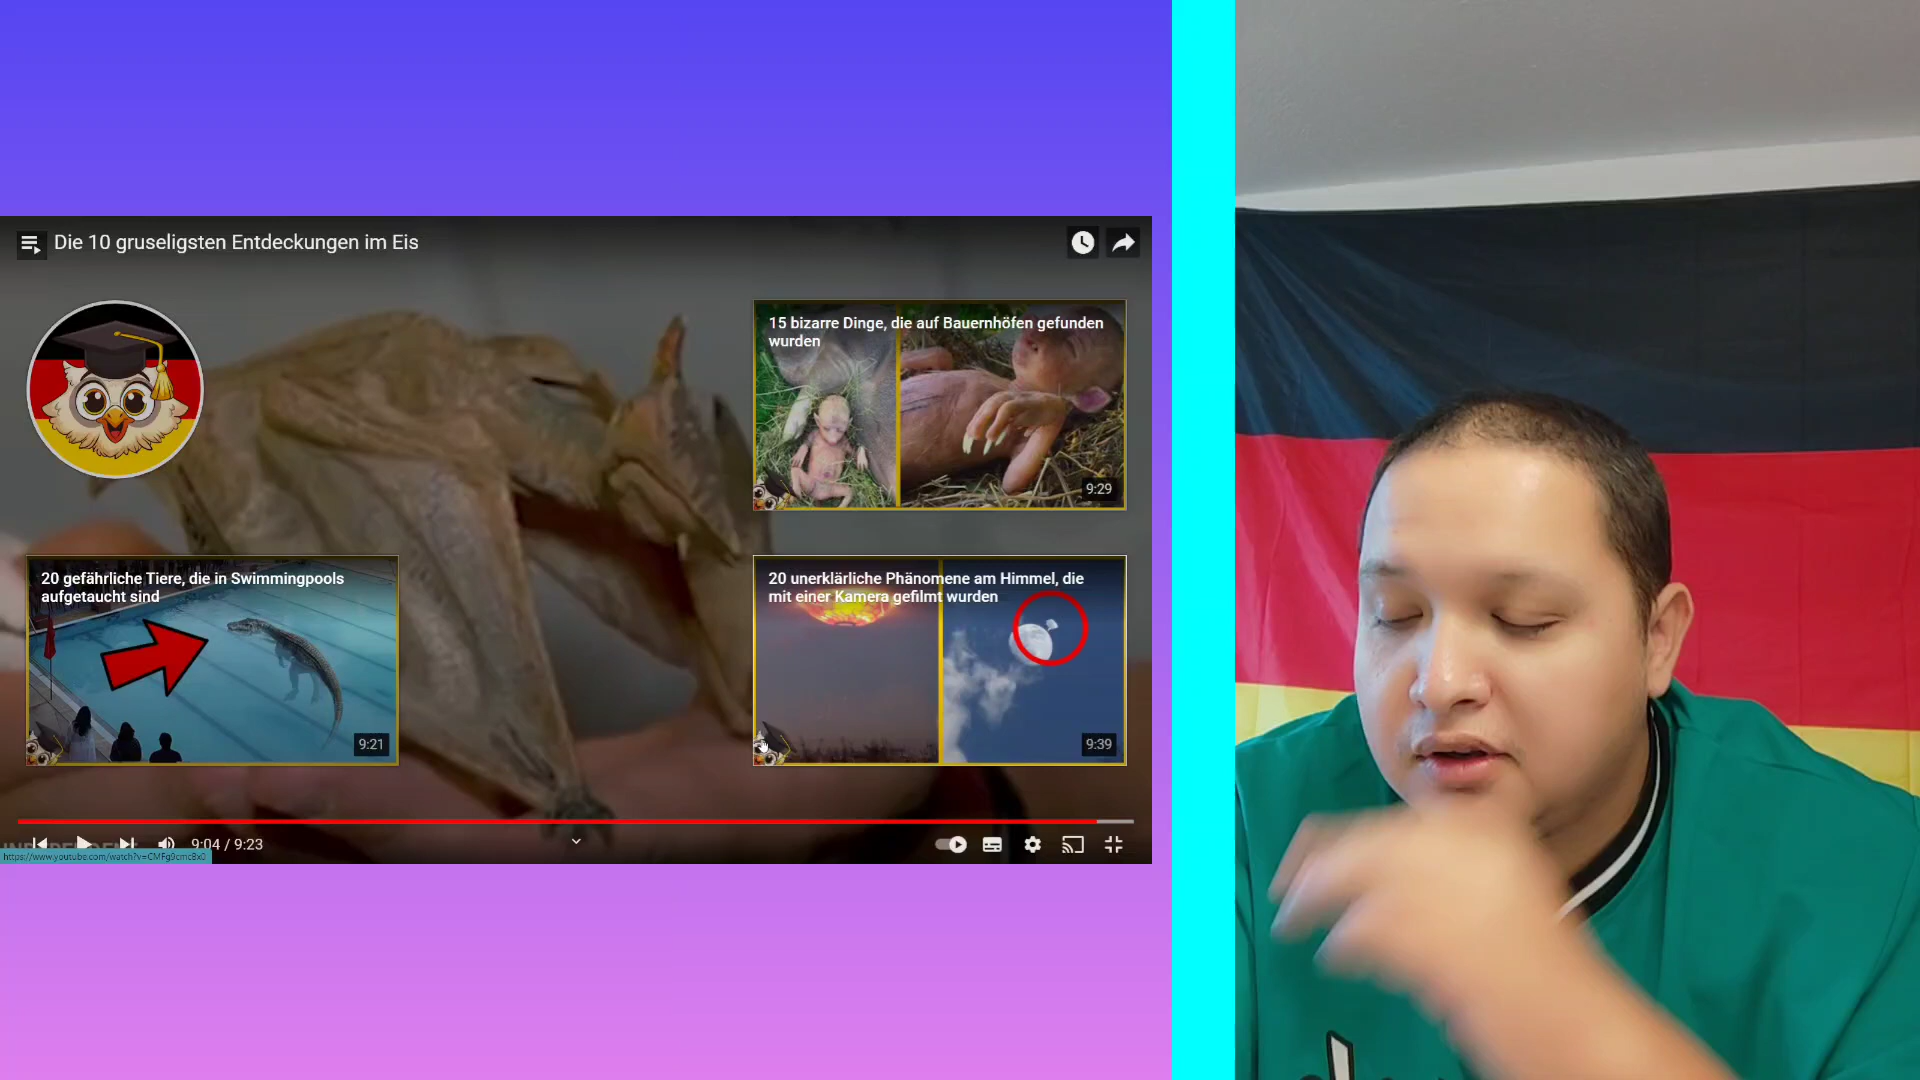 Die 10 gruseligsten Entdeckungen im Eis
15 bizarre Dinge, die auf Bauernhöfen gefunden
wurden
9:29
20 gefährliche Tiere, die in Swimmingpools
aufgetaucht sind
9:21
20 unerklärliche Phänomene am Himmel, die
mit einer Kamera gefilmt wurden
9:39
9:04 / 9:23